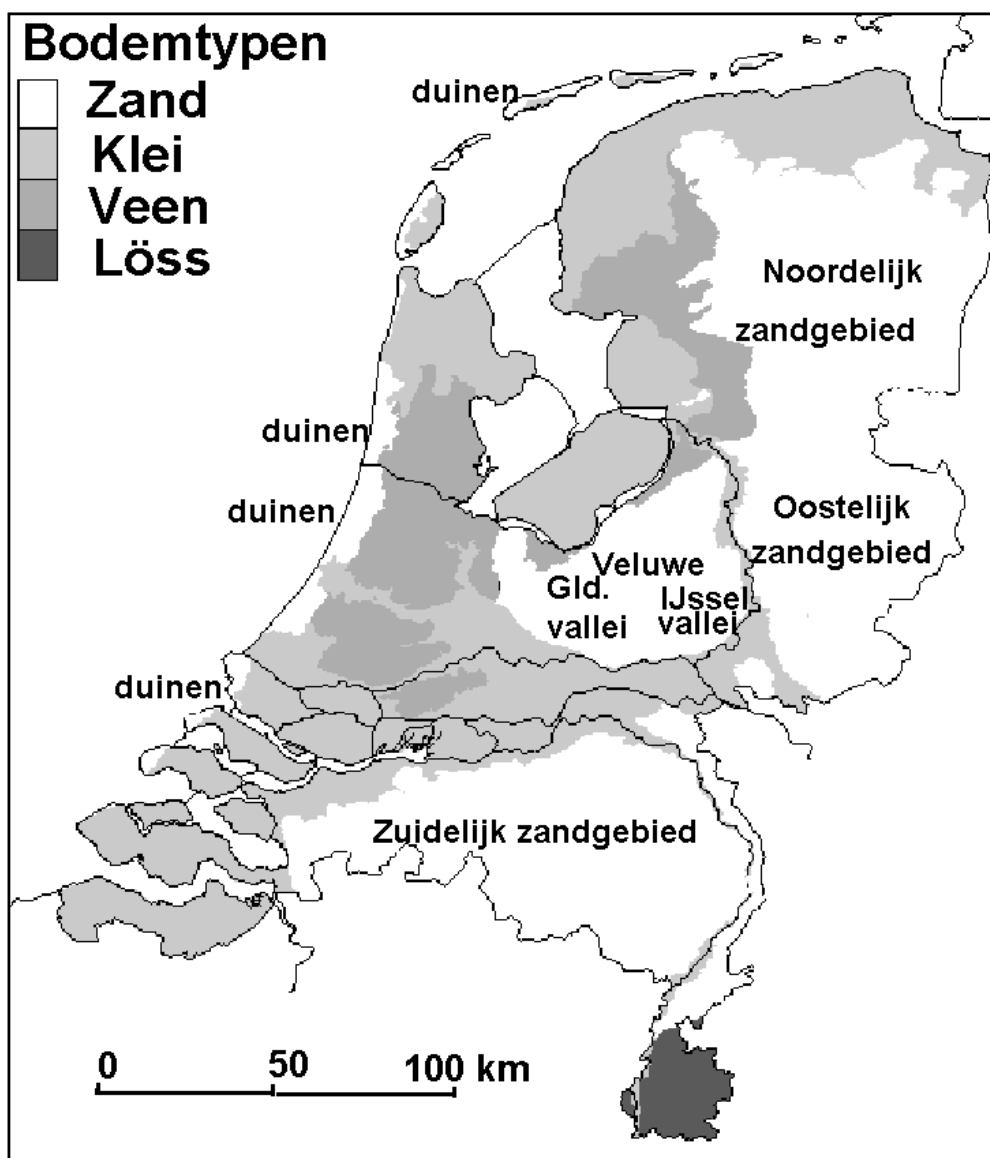 Bodemtypen
Zand
Klei
Veen
Löss
duinen
Noordelijk
zandgebied
duinen
duinen
Oostelijk
zandgebied
Veluwe
Gld.
vallei
IJssel
vallei
duinen
Zuidelijk zandgebied
0 50 100 km